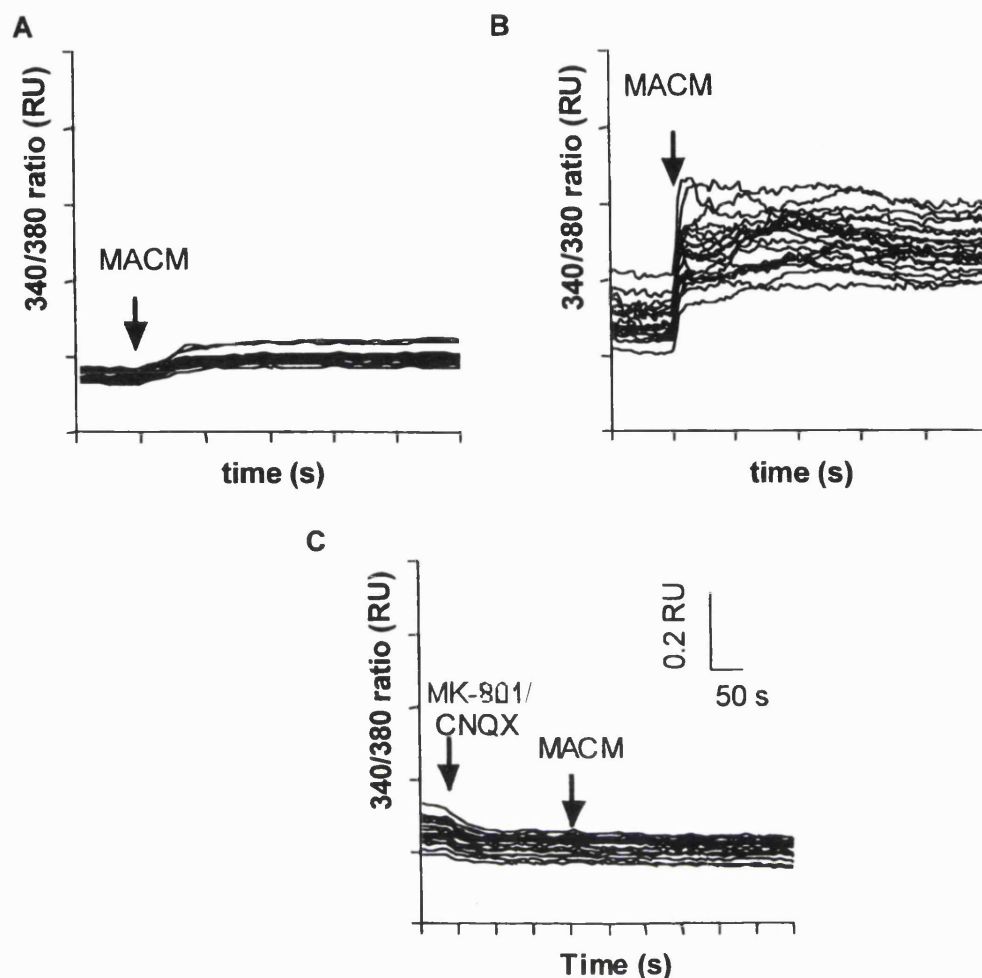 A
340/380 ratio (RU)
MACM
time (s)
B
340/380 ratio (RU)
MACM
time (s)
C
340/380 ratio (RU)
MK-801/
CNQX
MACM
0.2 RU
50 s
Time (s)